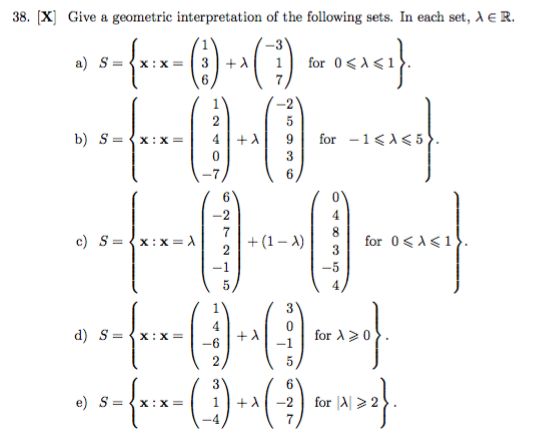 38. [X] Give a geometric interpretation of the following sets. In each set, λ ∈ ℝ.
a) S = { x : x = (1, 3, 6) + λ (−3, 1, 7) for 0 ⩽ λ ⩽ 1 }.
b) S = { x : x = (1, 2, 4, 0, −7) + λ (−2, 5, 9, 3, 6) for −1 ⩽ λ ⩽ 5 }.
c) S = { x : x = λ (6, −2, 7, 2, −1, 5) + (1 − λ) (0, 4, 8, 3, −5, 4) for 0 ⩽ λ ⩽ 1 }.
d) S = { x : x = (1, 4, −6, 2) + λ (3, 0, −1, 5) for λ ⩾ 0 }.
e) S = { x : x = (3, 1, −4) + λ (6, −2, 7) for |λ| ⩾ 2 }.